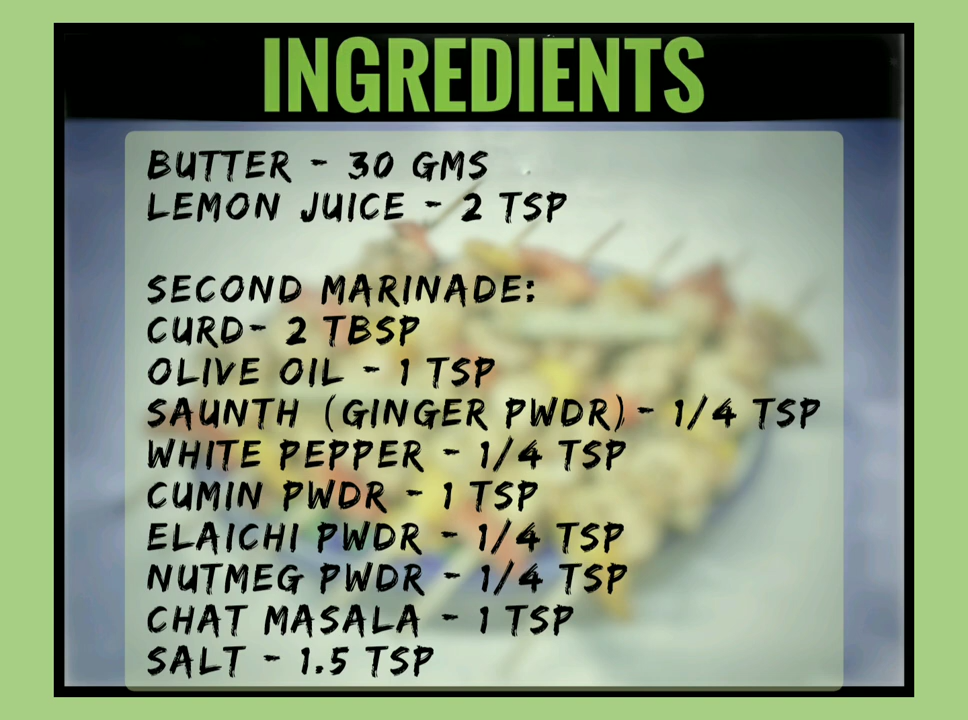 INGREDIENTS
BUTTER - 30 GMS
LEMON JUICE - 2 TSP
SECOND MARINADE:
CURD- 2 TBSP
OLIVE OIL - 1 TSP
SAUNTH (GINGER PWDR)- 1/4 TSP
WHITE PEPPER - 1/4 TSP
CUMIN PWDR - 1 TSP
ELAICHI PWDR - 1/4 TSP
NUTMEG PWDR - 1/4 TSP
CHAT MASALA - 1 TSP
SALT - 1.5 TSP